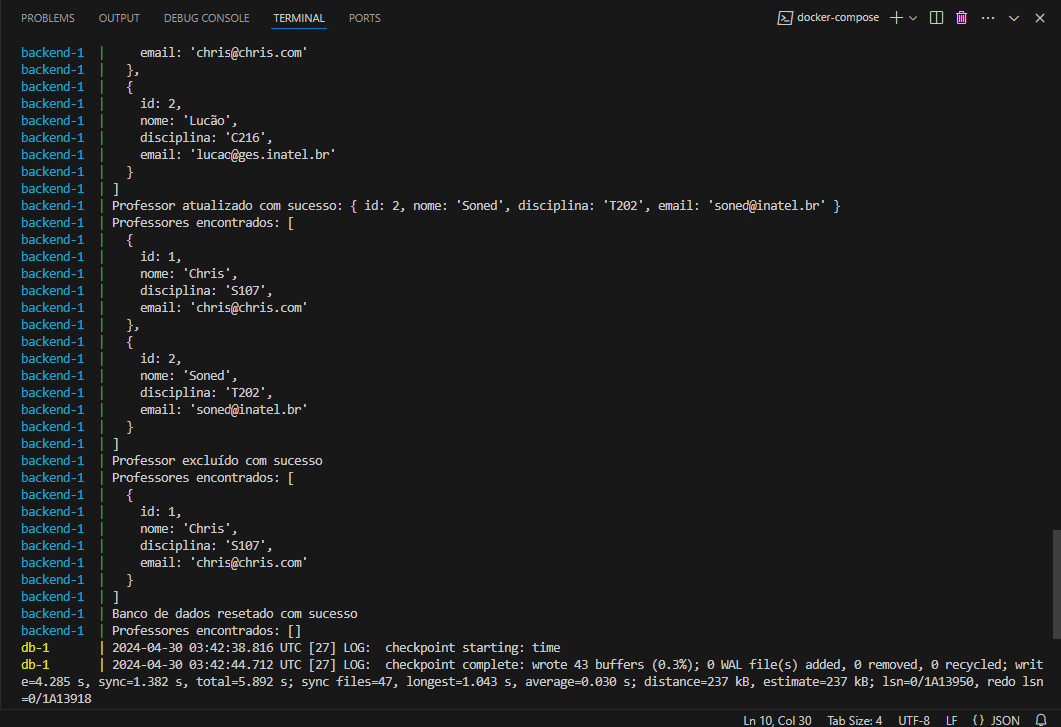 PROBLEMS OUTPUT DEBUG CONSOLE TERMINAL PORTS docker-compose
backend-1 | email: 'chris@chris.com'
backend-1 | },
backend-1 | {
backend-1 | id: 2,
backend-1 | nome: 'Lucão',
backend-1 | disciplina: 'C216',
backend-1 | email: 'lucao@ges.inatel.br'
backend-1 | }
backend-1 | ]
backend-1 | Professor atualizado com sucesso: { id: 2, nome: 'Soned', disciplina: 'T202', email: 'soned@inatel.br' }
backend-1 | Professores encontrados: [
backend-1 | {
backend-1 | id: 1,
backend-1 | nome: 'Chris',
backend-1 | disciplina: 'S107',
backend-1 | email: 'chris@chris.com'
backend-1 | },
backend-1 | {
backend-1 | id: 2,
backend-1 | nome: 'Soned',
backend-1 | disciplina: 'T202',
backend-1 | email: 'soned@inatel.br'
backend-1 | }
backend-1 | ]
backend-1 | Professor excluído com sucesso
backend-1 | Professores encontrados: [
backend-1 | {
backend-1 | id: 1,
backend-1 | nome: 'Chris',
backend-1 | disciplina: 'S107',
backend-1 | email: 'chris@chris.com'
backend-1 | }
backend-1 | ]
backend-1 | Banco de dados resetado com sucesso
backend-1 | Professores encontrados: []
db-1 | 2024-04-30 03:42:38.816 UTC [27] LOG: checkpoint starting: time
db-1 | 2024-04-30 03:42:44.712 UTC [27] LOG: checkpoint complete: wrote 43 buffers (0.3%); 0 WAL file(s) added, 0 removed, 0 recycled; writ
e=4.285 s, sync=1.382 s, total=5.892 s; sync files=47, longest=1.043 s, average=0.030 s; distance=237 kB, estimate=237 kB; lsn=0/1A13950, redo lsn
=0/1A13918
Ln 10, Col 30 Tab Size: 4 UTF-8 LF {} JSON